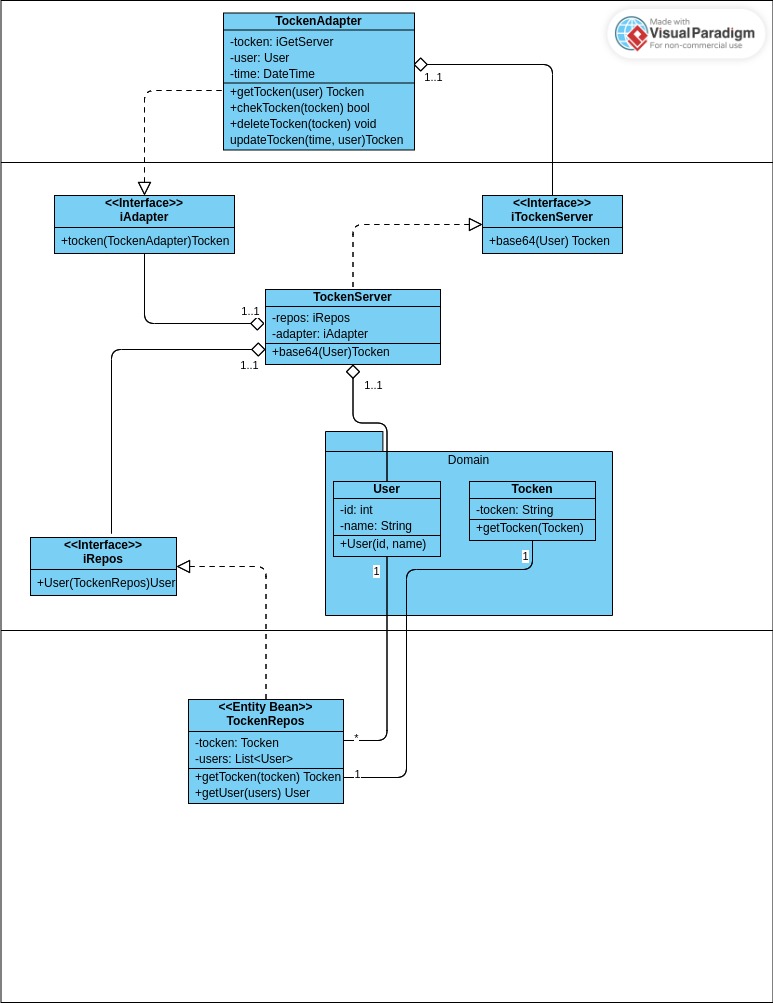 TockenAdapter
-tocken: iGetServer
-user: User
-time: DateTime
+getTocken(user) Tocken
+chekTocken(tocken) bool
+deleteTocken(tocken) void
updateTocken(time, user)Tocken
Made with
VisualParadigm
For non-commercial use
1..1
<<Interface>>
iAdapter
+tocken(TockenAdapter)Tocken
<<Interface>>
iTockenServer
+base64(User) Tocken
TockenServer
-repos: iRepos
-adapter: iAdapter
+base64(User)Tocken
1..1
1..1
1..1
Domain
User
-id: int
-name: String
+User(id, name)
Tocken
-tocken: String
+getTocken(Tocken)
1
1
<<Interface>>
iRepos
+User(TockenRepos)User
<<Entity Bean>>
TockenRepos
-tocken: Tocken
-users: List<User>
+getTocken(tocken) Tocken
+getUser(users) User
*
1